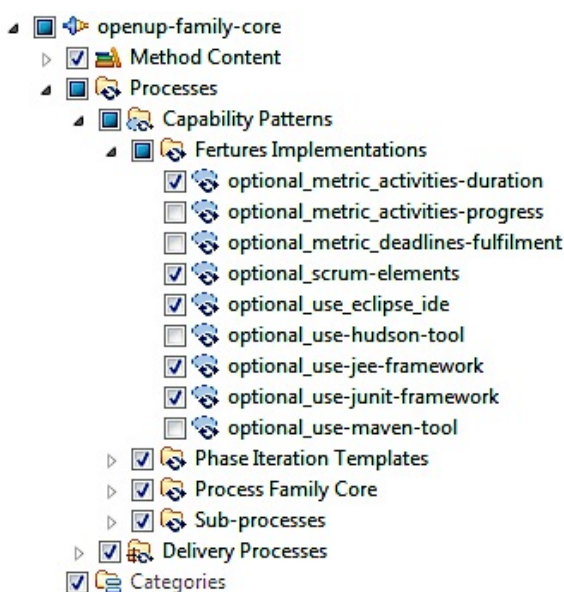 openup-family-core
Method Content
Processes
Capability Patterns
Fertures Implementations
optional_metric_activities-duration
optional_metric_activities-progress
optional_metric_deadlines-fulfilment
optional_scrum-elements
optional_use_eclipse_ide
optional_use-hudson-tool
optional_use-jee-framework
optional_use-junit-framework
optional_use-maven-tool
Phase Iteration Templates
Process Family Core
Sub-processes
Delivery Processes
Categories